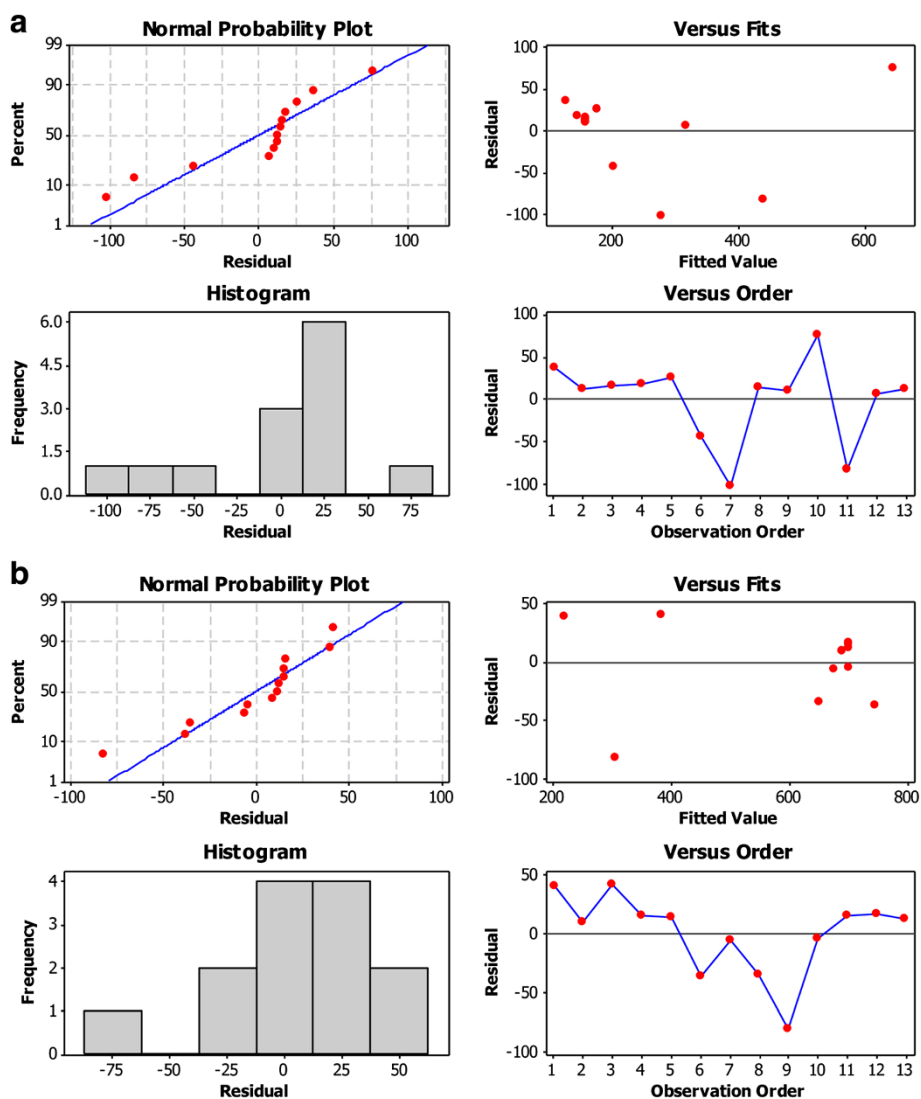 a
Normal Probability Plot
99
90
50
10
1
Percent
-100 -50 0 50 100
Residual
Versus Fits
100
50
0
-50
-100
Residual
200 400 600
Fitted Value
Histogram
6.0
4.5
3.0
1.5
0.0
Frequency
-100 -75 -50 -25 0 25 50 75
Residual
Versus Order
100
50
0
-50
-100
Residual
1 2 3 4 5 6 7 8 9 10 11 12 13
Observation Order
b
Normal Probability Plot
99
90
50
10
1
Percent
-100 -50 0 50 100
Residual
Versus Fits
50
0
-50
-100
Residual
200 400 600 800
Fitted Value
Histogram
4
3
2
1
0
Frequency
-75 -50 -25 0 25 50
Residual
Versus Order
50
0
-50
-100
Residual
1 2 3 4 5 6 7 8 9 10 11 12 13
Observation Order